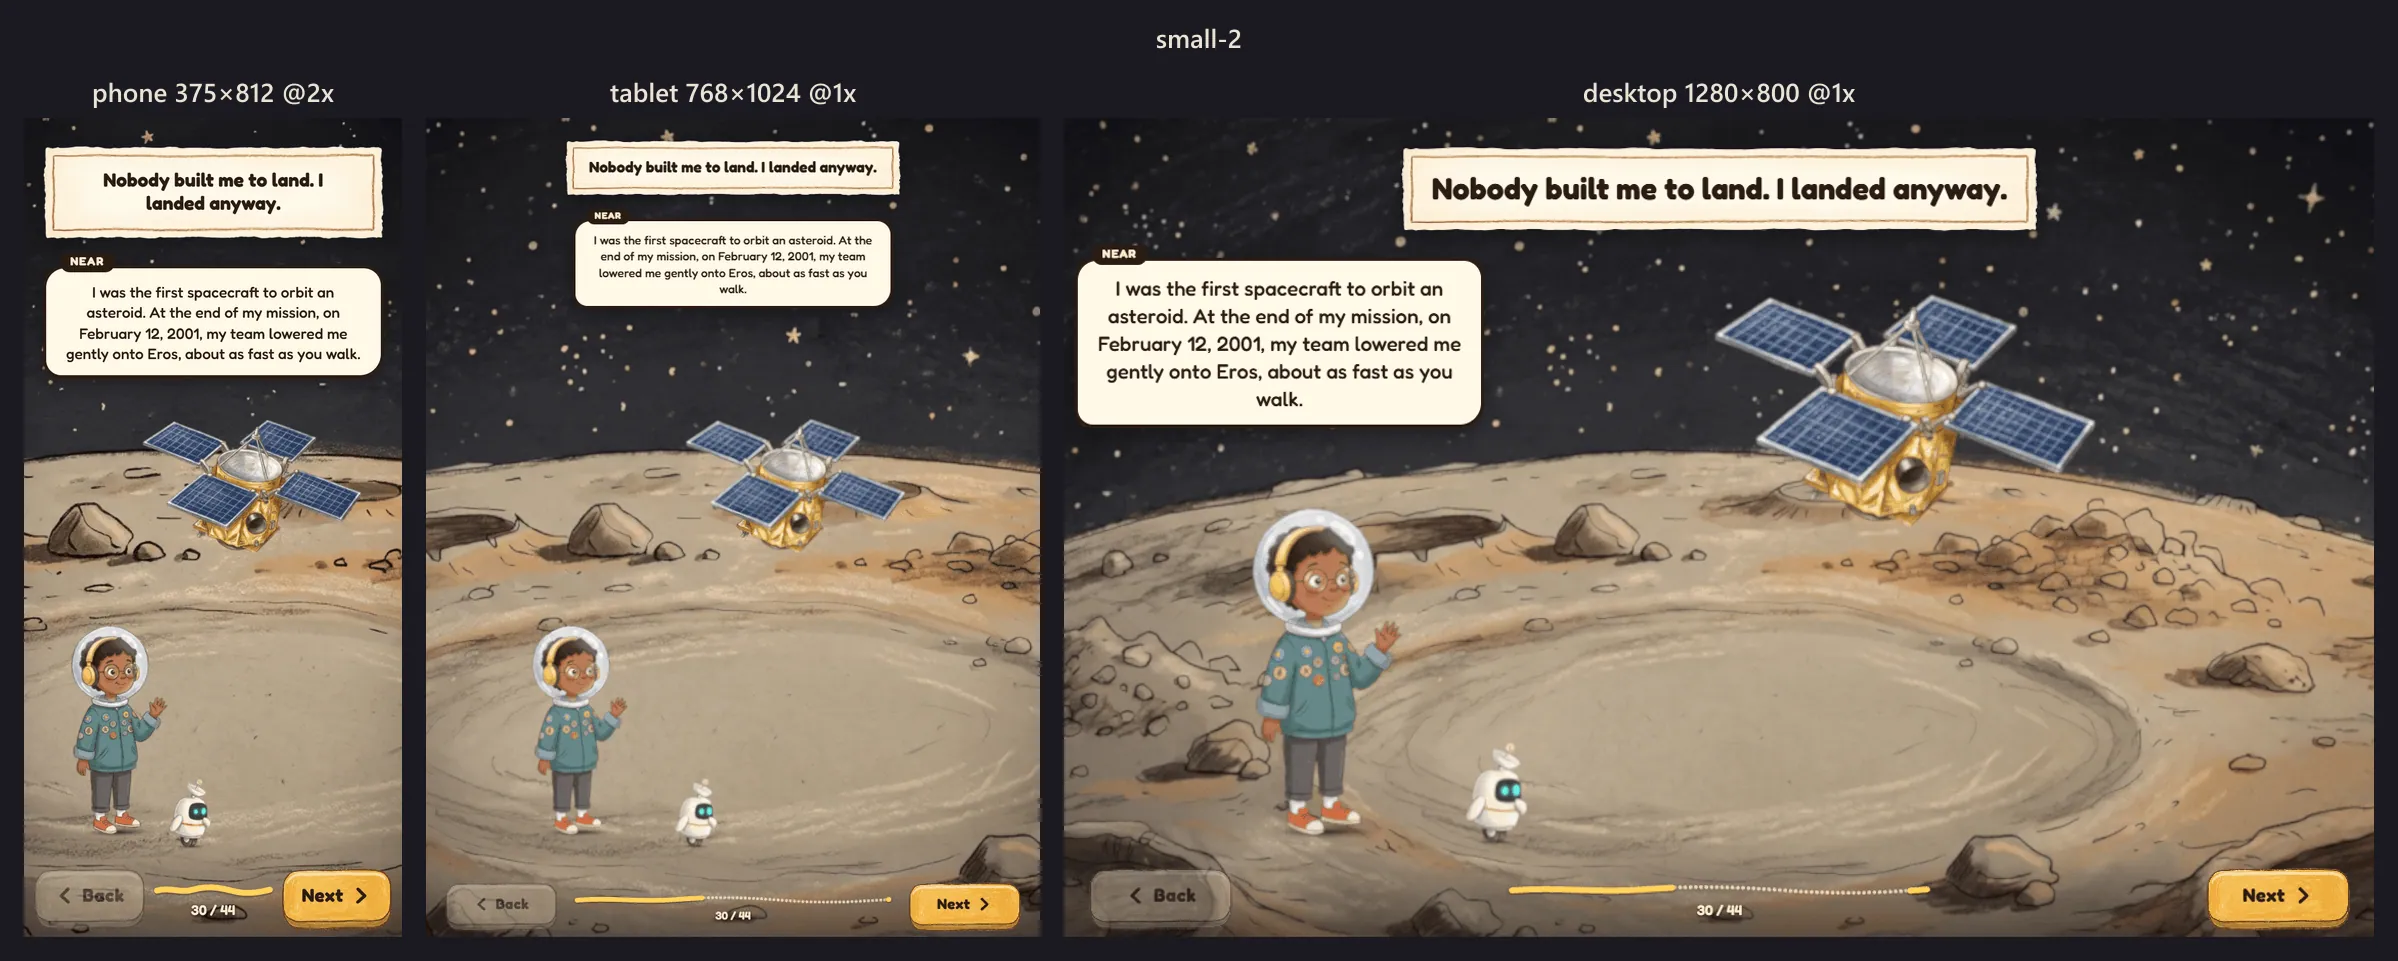 small-2
phone 375×812 @2x
Nobody built me to land. I
landed anyway.
NEAR
I was the first spacecraft to orbit an
asteroid. At the end of my mission, on
February 12, 2001, my team lowered me
gently onto Eros, about as fast as you walk.
Back
30 / 44
Next
tablet 768×1024 @1x
Nobody built me to land. I landed anyway.
NEAR
I was the first spacecraft to orbit an asteroid. At the
end of my mission, on February 12, 2001, my team
lowered me gently onto Eros, about as fast as you
walk.
Back
30 / 44
Next
desktop 1280×800 @1x
Nobody built me to land. I landed anyway.
NEAR
I was the first spacecraft to orbit an
asteroid. At the end of my mission, on
February 12, 2001, my team lowered me
gently onto Eros, about as fast as you
walk.
Back
30 / 44
Next